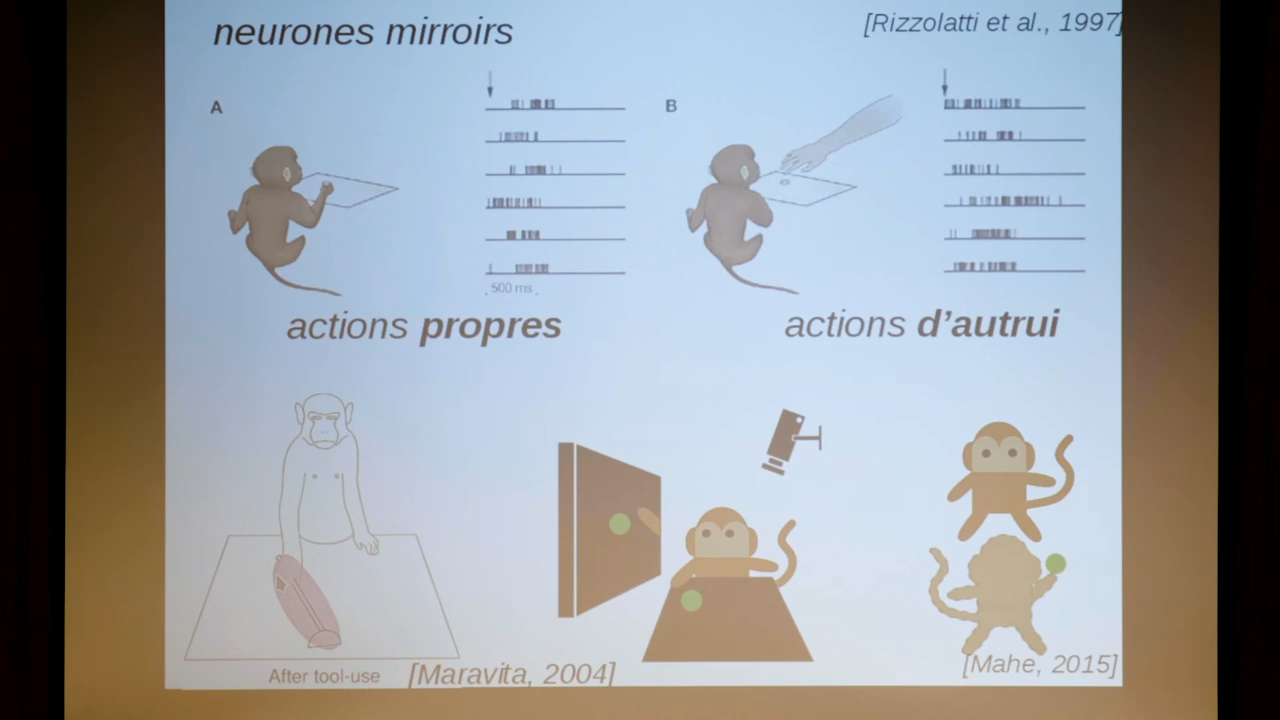 neurones mirroirs
[Rizzolatti et al., 1997]
A
B
500 ms
actions propres
actions d'autrui
After tool-use
[Maravita, 2004]
[Mahe, 2015]